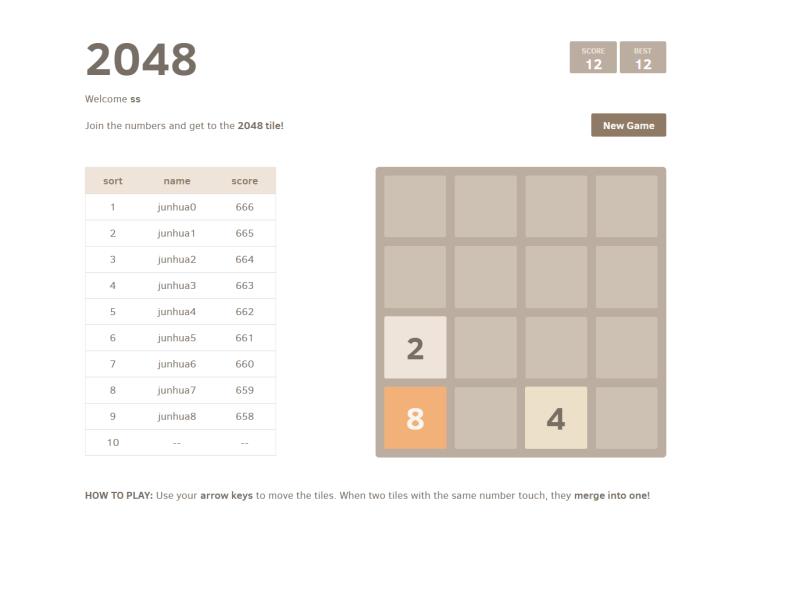 2048
SCORE
12
BEST
12
Welcome ss
Join the numbers and get to the 2048 tile!
New Game
sort name score
1 junhua0 666
2 junhua1 665
3 junhua2 664
4 junhua3 663
5 junhua4 662
6 junhua5 661
7 junhua6 660
8 junhua7 659
9 junhua8 658
10 -- --
2
8 4
HOW TO PLAY: Use your arrow keys to move the tiles. When two tiles with the same number touch, they merge into one!